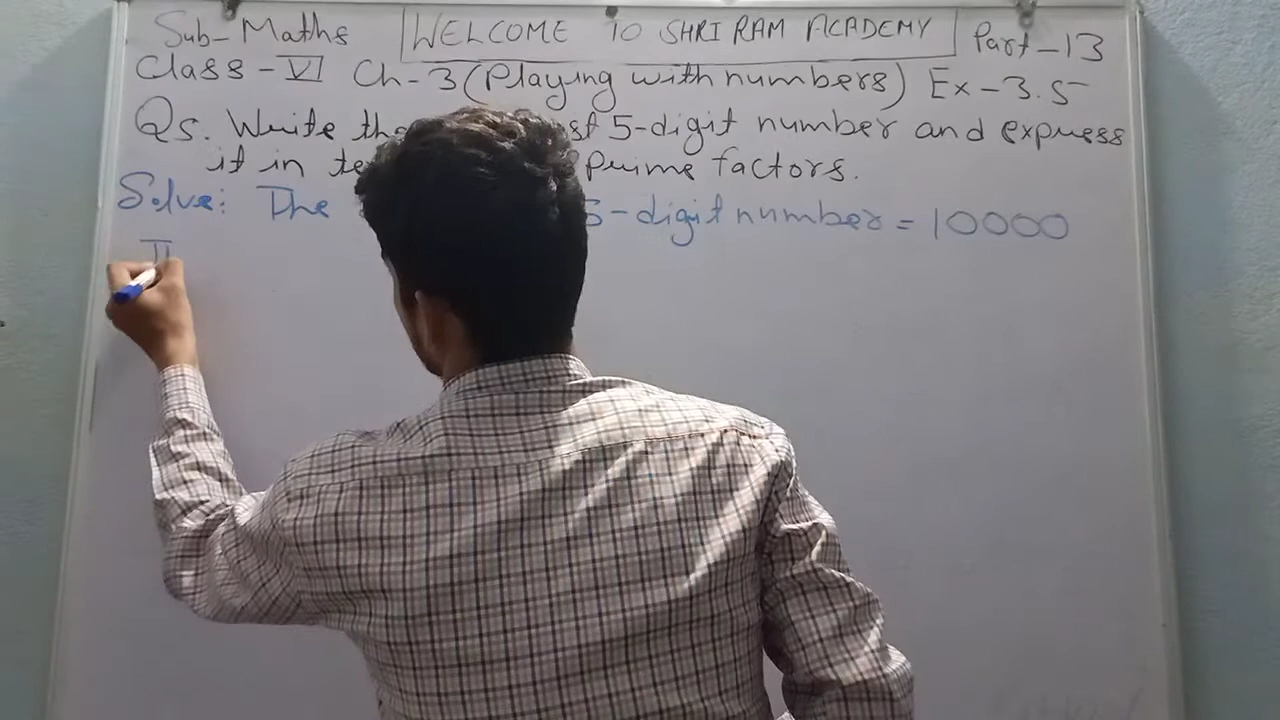 Sub-Maths WELCOME TO SHRI RAM ACADEMY Part-13
Class-VI Ch-3 (Playing with numbers) Ex-3.5
Q5. Write the st 5-digit number and express
it in te prime factors.
Solve: The 5-digit number = 10000